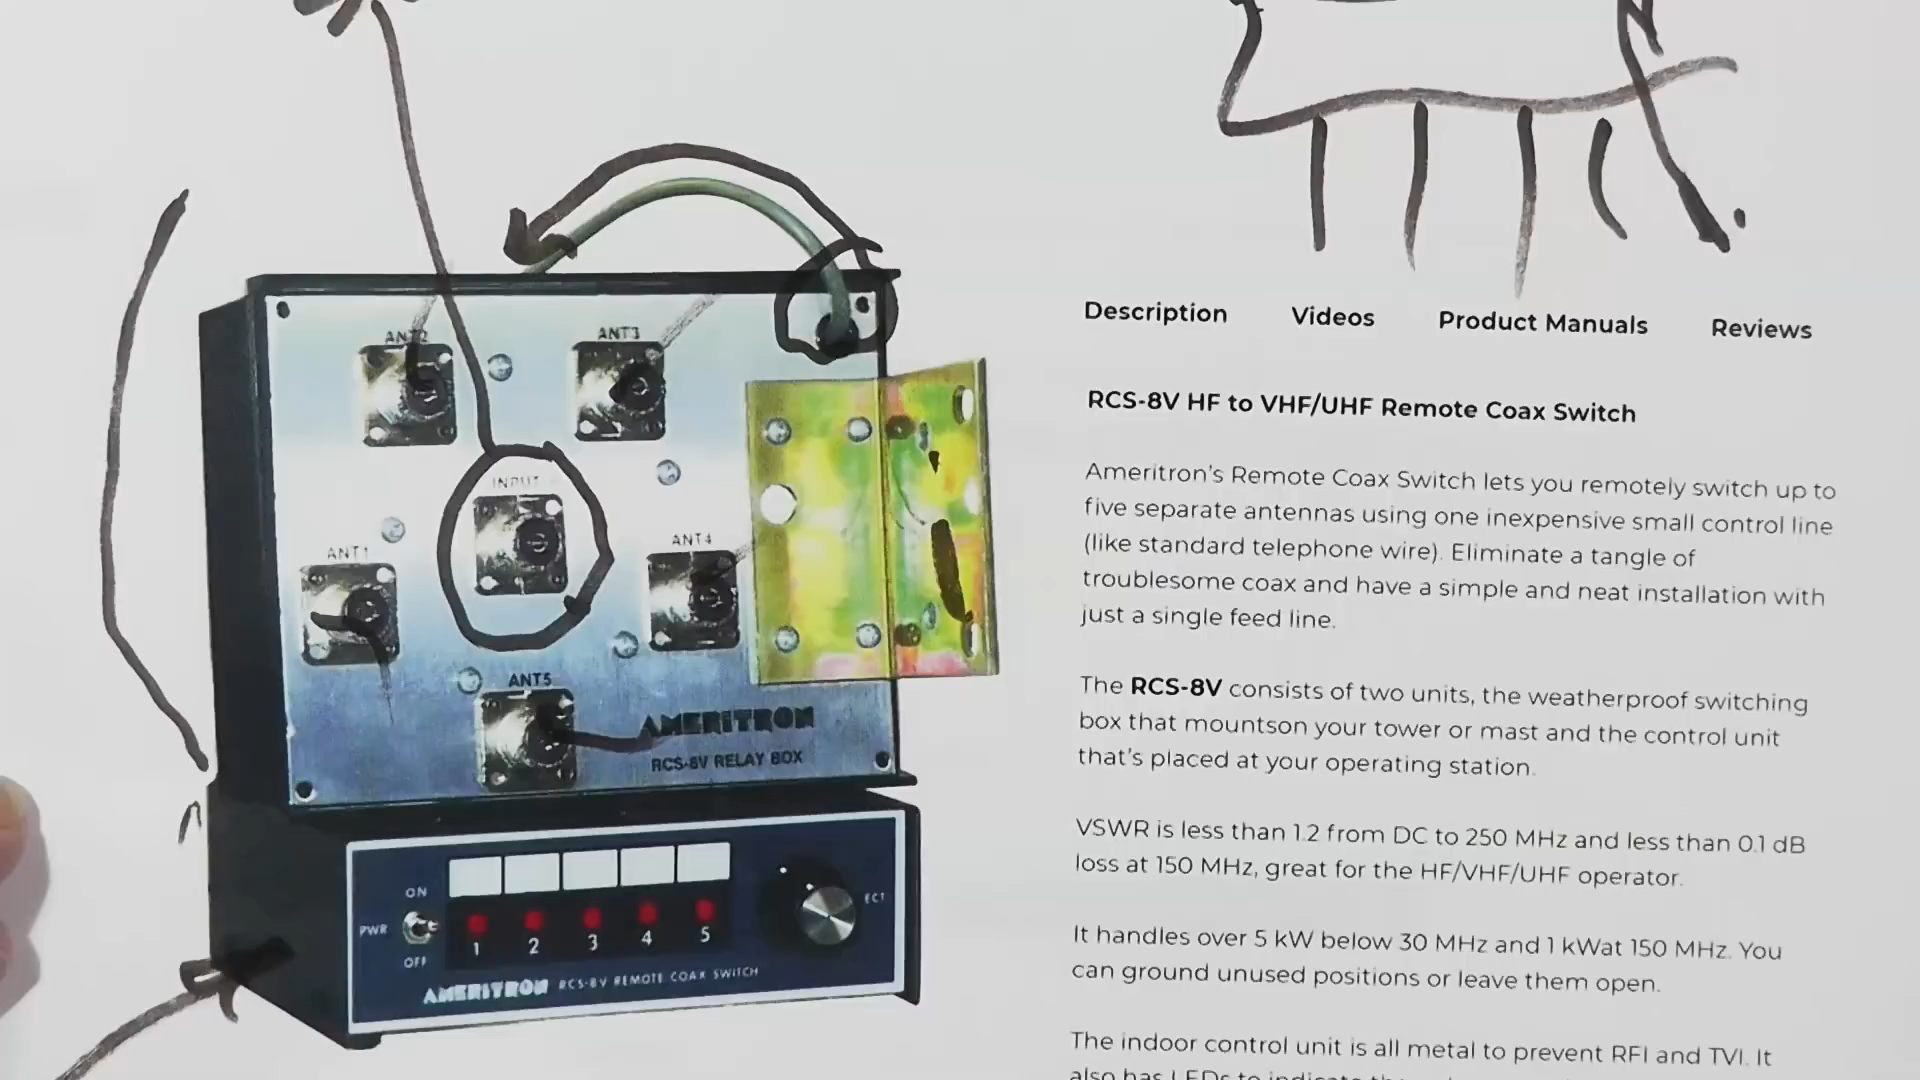 ANT2
ANT3
INPUT
ANT1
ANT4
ANT5
AMERITRON
RCS-8V RELAY BOX
ON
PWR
OFF
1 2 3 4 5
ECT
AMERITRON RCS-8V REMOTE COAX SWITCH
Description Videos Product Manuals Reviews
RCS-8V HF to VHF/UHF Remote Coax Switch
Ameritron's Remote Coax Switch lets you remotely switch up to
five separate antennas using one inexpensive small control line
(like standard telephone wire). Eliminate a tangle of
troublesome coax and have a simple and neat installation with
just a single feed line.
The RCS-8V consists of two units, the weatherproof switching
box that mountson your tower or mast and the control unit
that's placed at your operating station.
VSWR is less than 1.2 from DC to 250 MHz and less than 0.1 dB
loss at 150 MHz, great for the HF/VHF/UHF operator.
It handles over 5 kW below 30 MHz and 1 kWat 150 MHz. You
can ground unused positions or leave them open.
The indoor control unit is all metal to prevent RFI and TVI. It
also has LEDs to indicate